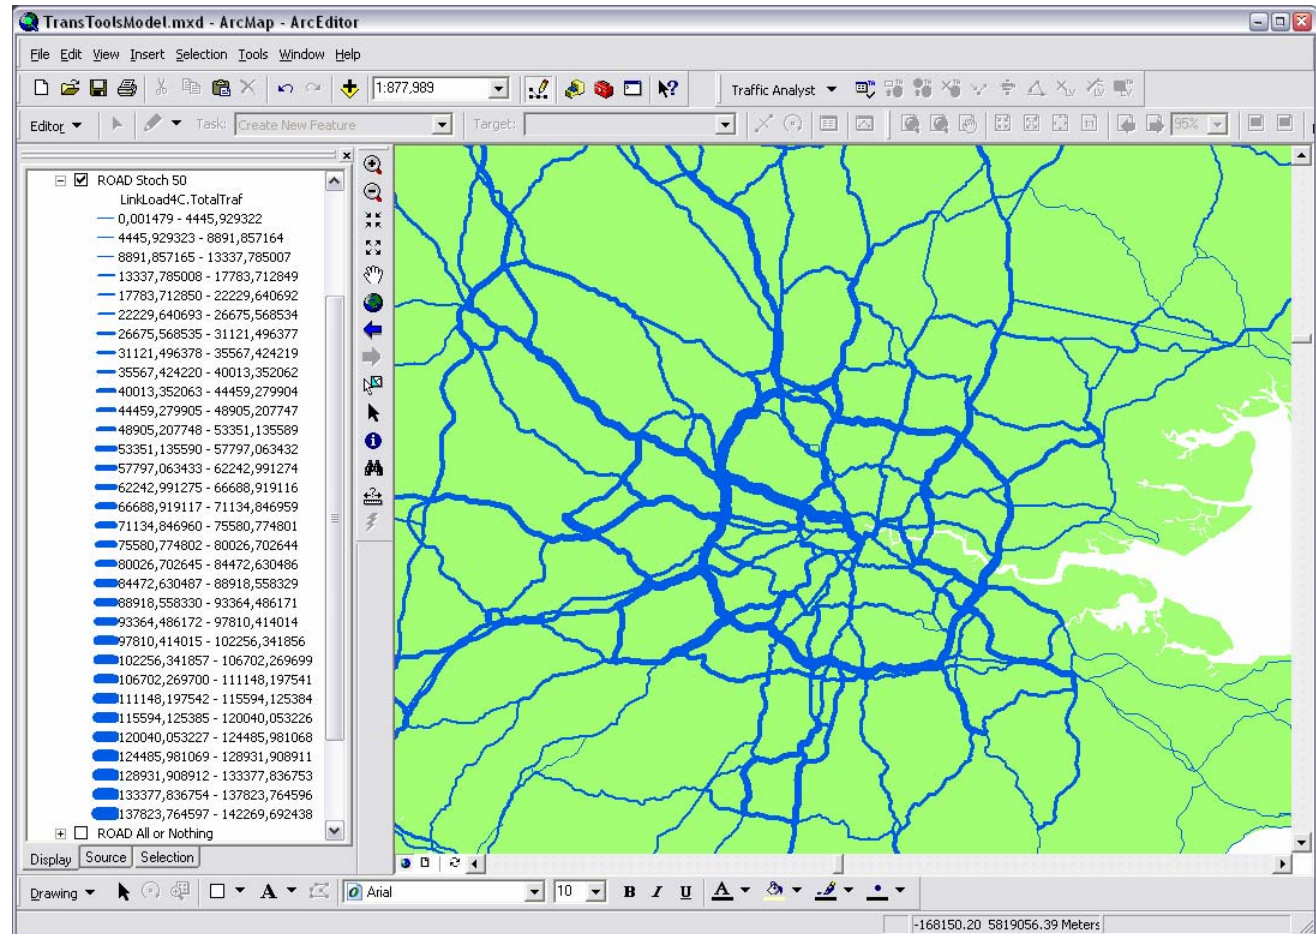 TransToolsModel.mxd - ArcMap - ArcEditor
File Edit View Insert Selection Tools Window Help
1:877,989
Traffic Analyst
Editor
Task: Create New Feature
Target:
1:1
95%
ROAD Stoch 50
LinkLoad4C.TotalTraf
0,001479 - 4445,929322
4445,929323 - 8891,857164
8891,857165 - 13337,785007
13337,785008 - 17783,712849
17783,712850 - 22229,640692
22229,640693 - 26675,568534
26675,568535 - 31121,496377
31121,496378 - 35567,424219
35567,424220 - 40013,352062
40013,352063 - 44459,279904
44459,279905 - 48905,207747
48905,207748 - 53351,135589
53351,135590 - 57797,063432
57797,063433 - 62242,991274
62242,991275 - 66688,919116
66688,919117 - 71134,846959
71134,846960 - 75580,774801
75580,774802 - 80026,702644
80026,702645 - 84472,630486
84472,630487 - 88918,558329
88918,558330 - 93364,486171
93364,486172 - 97810,414014
97810,414015 - 102256,341856
102256,341857 - 106702,269699
106702,269700 - 111148,197541
111148,197542 - 115594,125384
115594,125385 - 120040,053226
120040,053227 - 124485,981068
124485,981069 - 128931,908911
128931,908912 - 133377,836753
133377,836754 - 137823,764596
137823,764597 - 142269,692438
ROAD All or Nothing
Display Source Selection
Drawing
A
Arial
10
B I U A
-168150.20 5819056.39 Meters